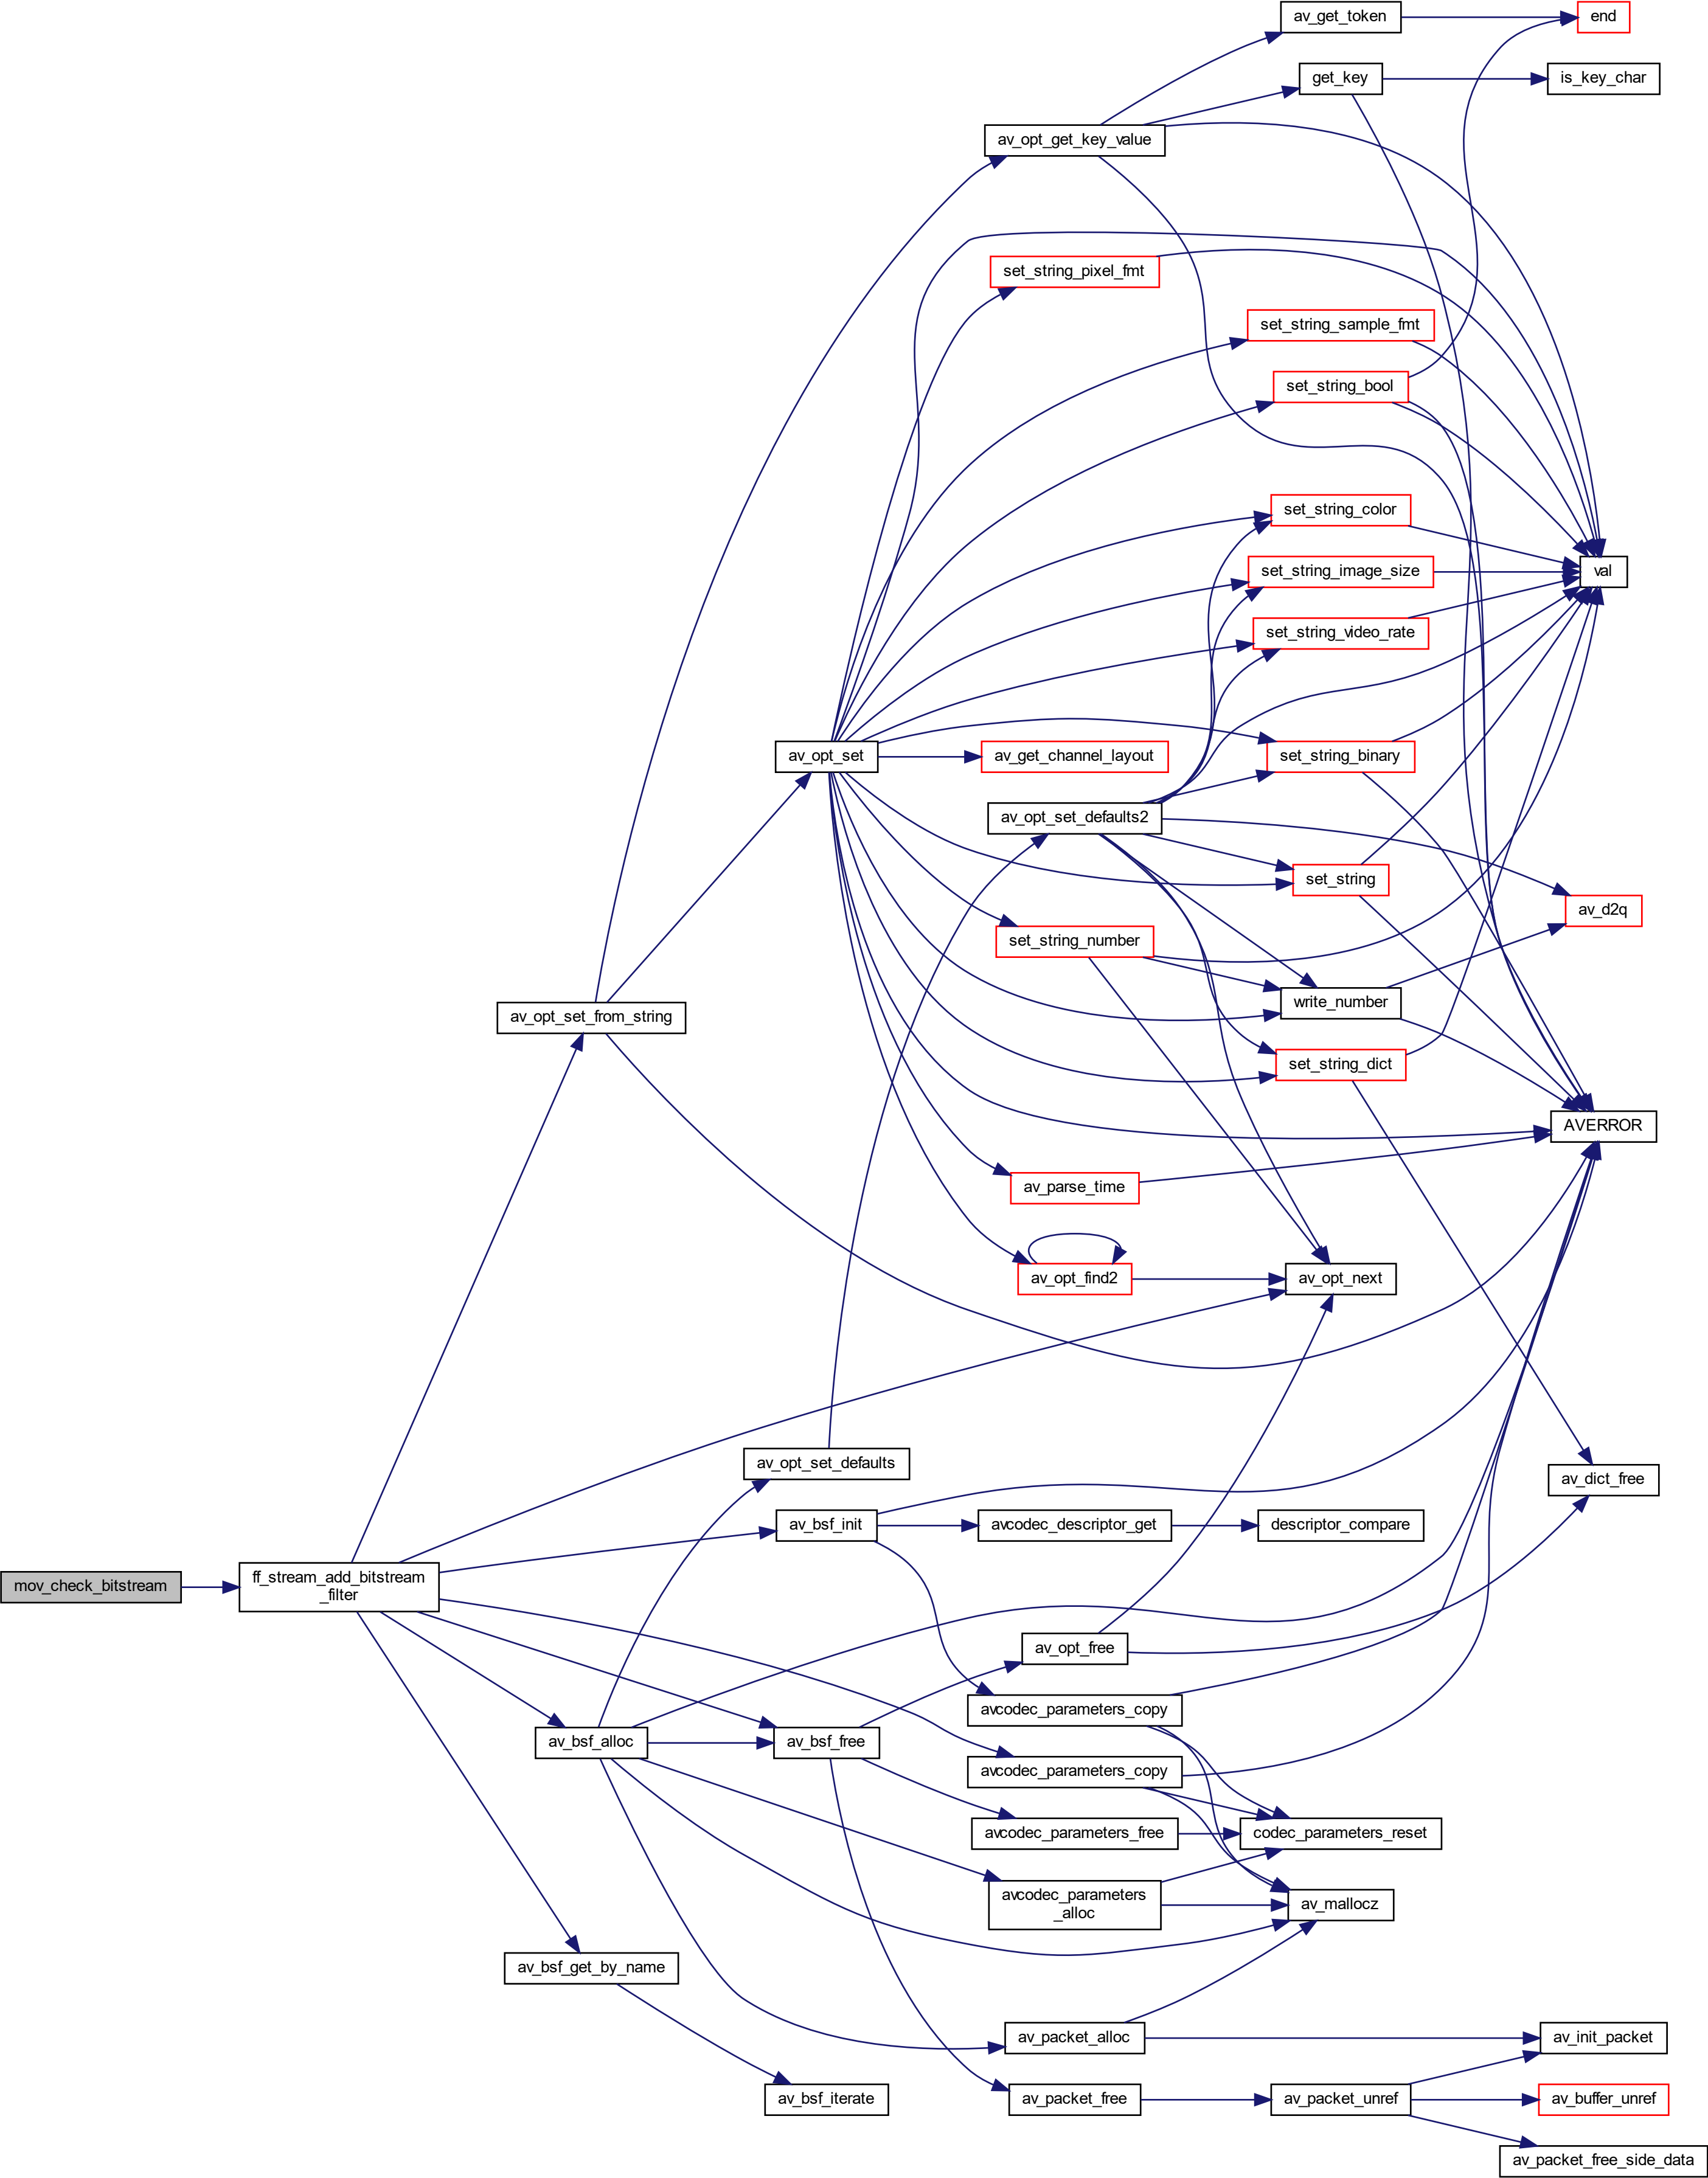 av_get_token
end
get_key
is_key_char
av_opt_get_key_value
set_string_pixel_fmt
set_string_sample_fmt
set_string_bool
set_string_color
set_string_image_size
val
set_string_video_rate
av_opt_set
av_get_channel_layout
set_string_binary
av_opt_set_defaults2
set_string
av_d2q
set_string_number
write_number
av_opt_set_from_string
set_string_dict
AVERROR
av_parse_time
av_opt_find2
av_opt_next
av_opt_set_defaults
av_dict_free
av_bsf_init
avcodec_descriptor_get
descriptor_compare
mov_check_bitstream
ff_stream_add_bitstream
_filter
av_opt_free
avcodec_parameters_copy
av_bsf_alloc
av_bsf_free
avcodec_parameters_copy
avcodec_parameters_free
codec_parameters_reset
avcodec_parameters
_alloc
av_mallocz
av_bsf_get_by_name
av_packet_alloc
av_init_packet
av_bsf_iterate
av_packet_free
av_packet_unref
av_buffer_unref
av_packet_free_side_data